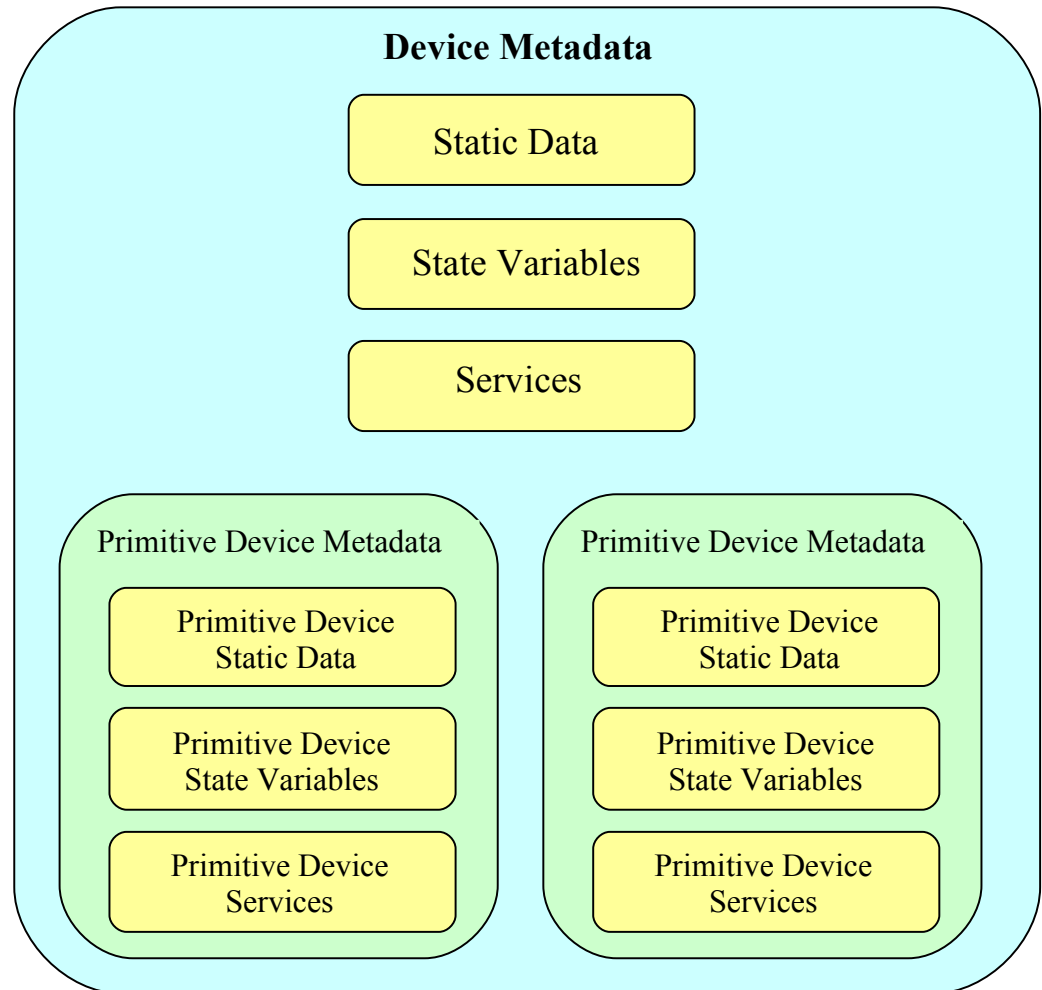 Device Metadata
Static Data
State Variables
Services
Primitive Device Metadata
Primitive Device
Static Data
Primitive Device
State Variables
Primitive Device
Services
Primitive Device Metadata
Primitive Device
Static Data
Primitive Device
State Variables
Primitive Device
Services